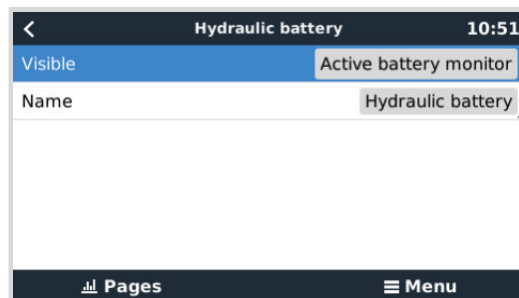 Hydraulic battery 10:51
Visible Active battery monitor
Name Hydraulic battery
Pages Menu